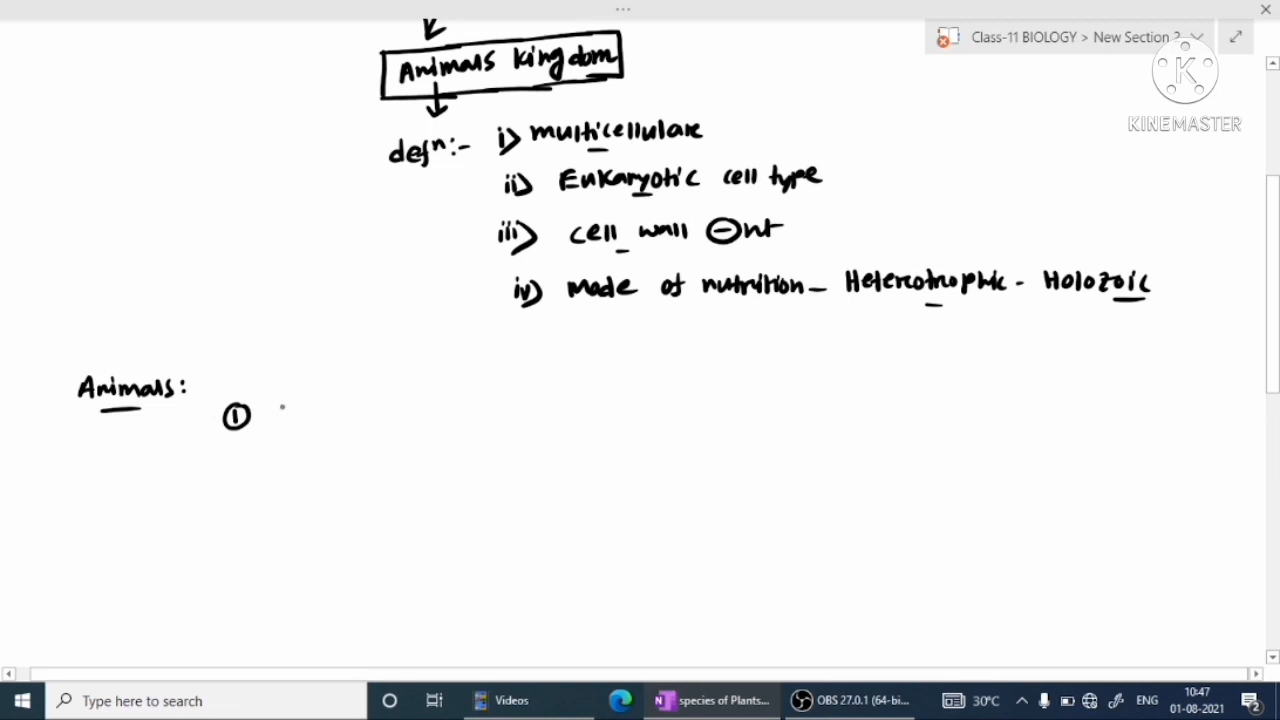 Class-11 BIOLOGY > New Section 2
KINEMASTER
Animals Kingdom
defn:- i) multicellular
ii) Eukaryotic cell type
iii) cell wall ⊖nt
iv) Mode of nutrition - Heterotrophic - Holozoic
Animals:
①
Type here to search
Videos
species of Plants...
OBS 27.0.1 (64-bi...
30°C
ENG
10:47
01-08-2021
2